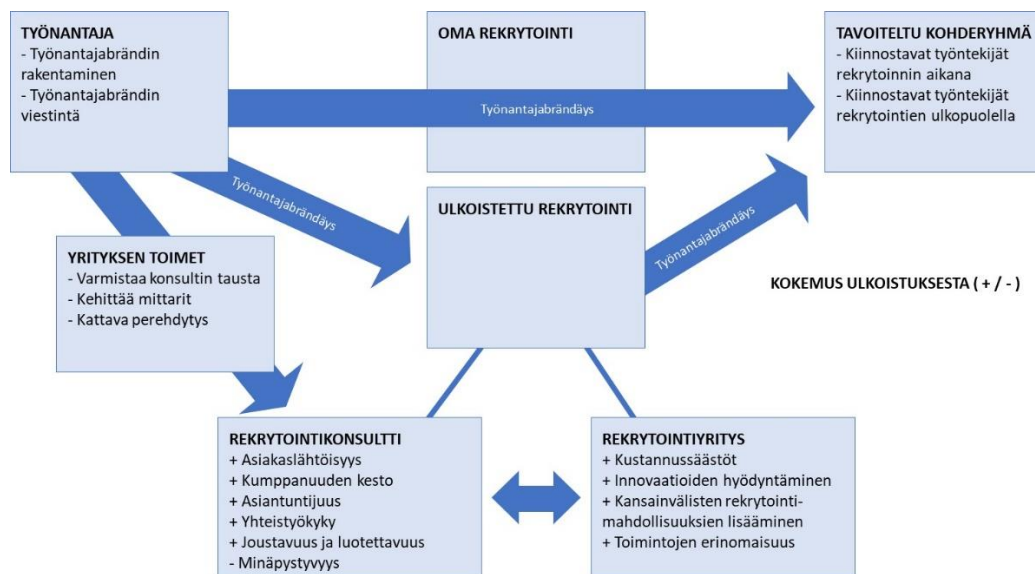 TYÖNANTAJA
- Työnantajabrändin
rakentaminen
- Työnantajabrändin
viestintä
OMA REKRYTOINTI
TAVOITELTU KOHDERYHMÄ
- Kiinnostavat työntekijät
rekrytoinnin aikana
- Kiinnostavat työntekijät
rekrytointien ulkopuolella
Työnantajabrändäys
Työnantajabrändäys
ULKOISTETTU REKRYTOINTI
Työnantajabrändäys
YRITYKSEN TOIMET
- Varmistaa konsultin tausta
- Kehittää mittarit
- Kattava perehdytys
KOKEMUS ULKOISTUKSESTA ( + / - )
REKRYTOINTIKONSULTTI
+ Asiakaslähtöisyys
+ Kumppanuuden kesto
+ Asiantuntijuus
+ Yhteistyökyky
+ Joustavuus ja luotettavuus
- Minäpystyvyys
REKRYTOINTIYRITYS
+ Kustannussäästöt
+ Innovaatioiden hyödyntäminen
+ Kansainvälisten rekrytointi-
mahdollisuuksien lisääminen
+ Toimintojen erinomaisuus